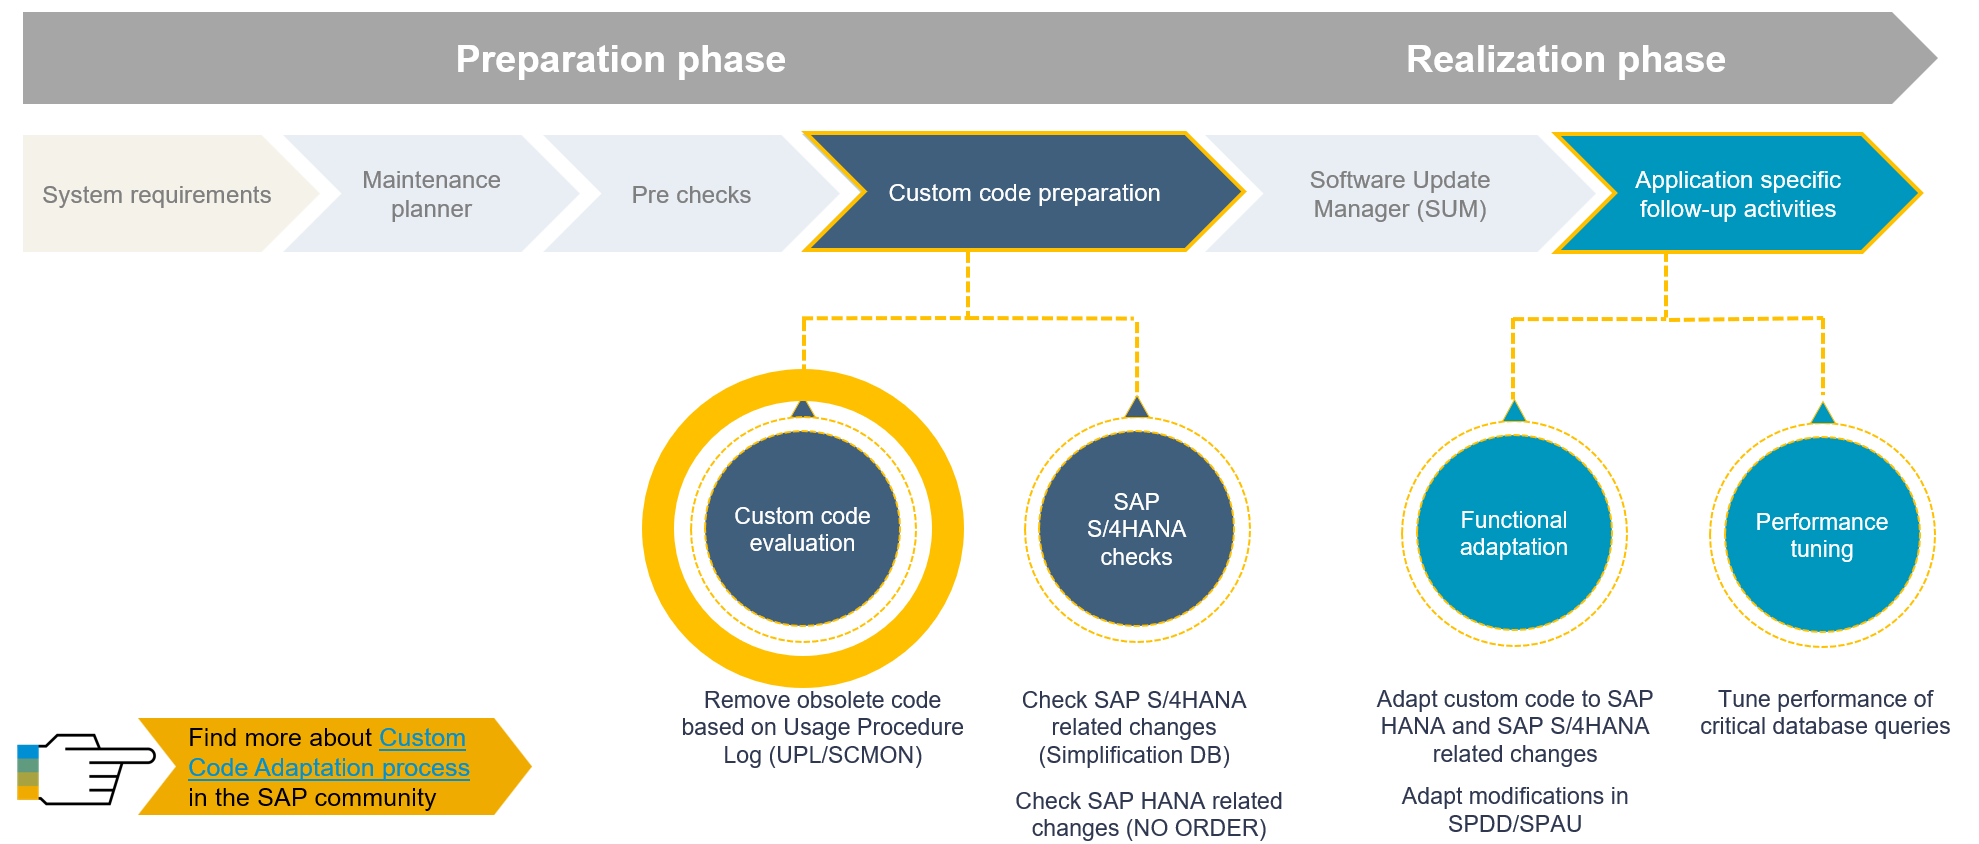 Preparation phase
Realization phase
System requirements
Maintenance
planner
Pre checks
Custom code preparation
Software Update
Manager (SUM)
Application specific
follow-up activities
Custom code
evaluation
SAP
S/4HANA
checks
Functional
adaptation
Performance
tuning
Remove obsolete code
based on Usage Procedure
Log (UPL/SCMON)
Check SAP S/4HANA
related changes
(Simplification DB)
Check SAP HANA related
changes (NO ORDER)
Adapt custom code to SAP
HANA and SAP S/4HANA
related changes
Adapt modifications in
SPDD/SPAU
Tune performance of
critical database queries
Find more about Custom
Code Adaptation process
in the SAP community